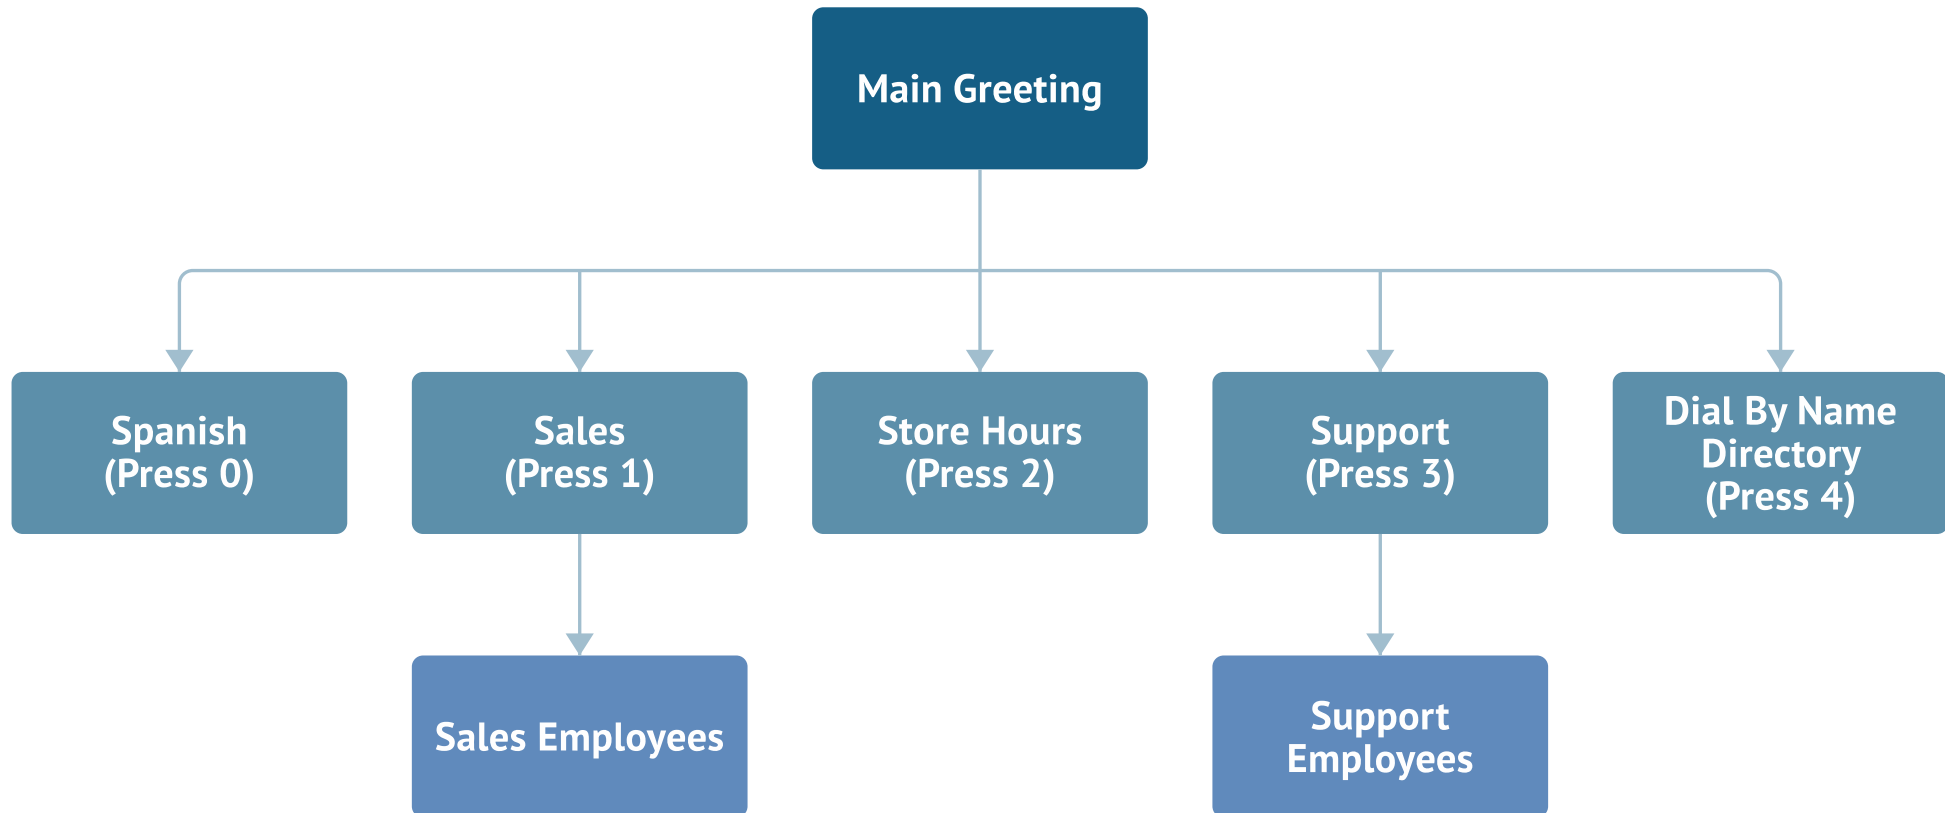 Main Greeting
Spanish
(Press 0)
Sales
(Press 1)
Store Hours
(Press 2)
Support
(Press 3)
Dial By Name
Directory
(Press 4)
Sales Employees
Support
Employees